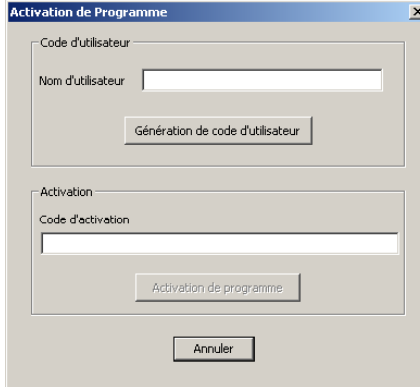 Activation de Programme
Code d'utilisateur
Nom d'utilisateur
Génération de code d'utilisateur
Activation
Code d'activation
Activation de programme
Annuler